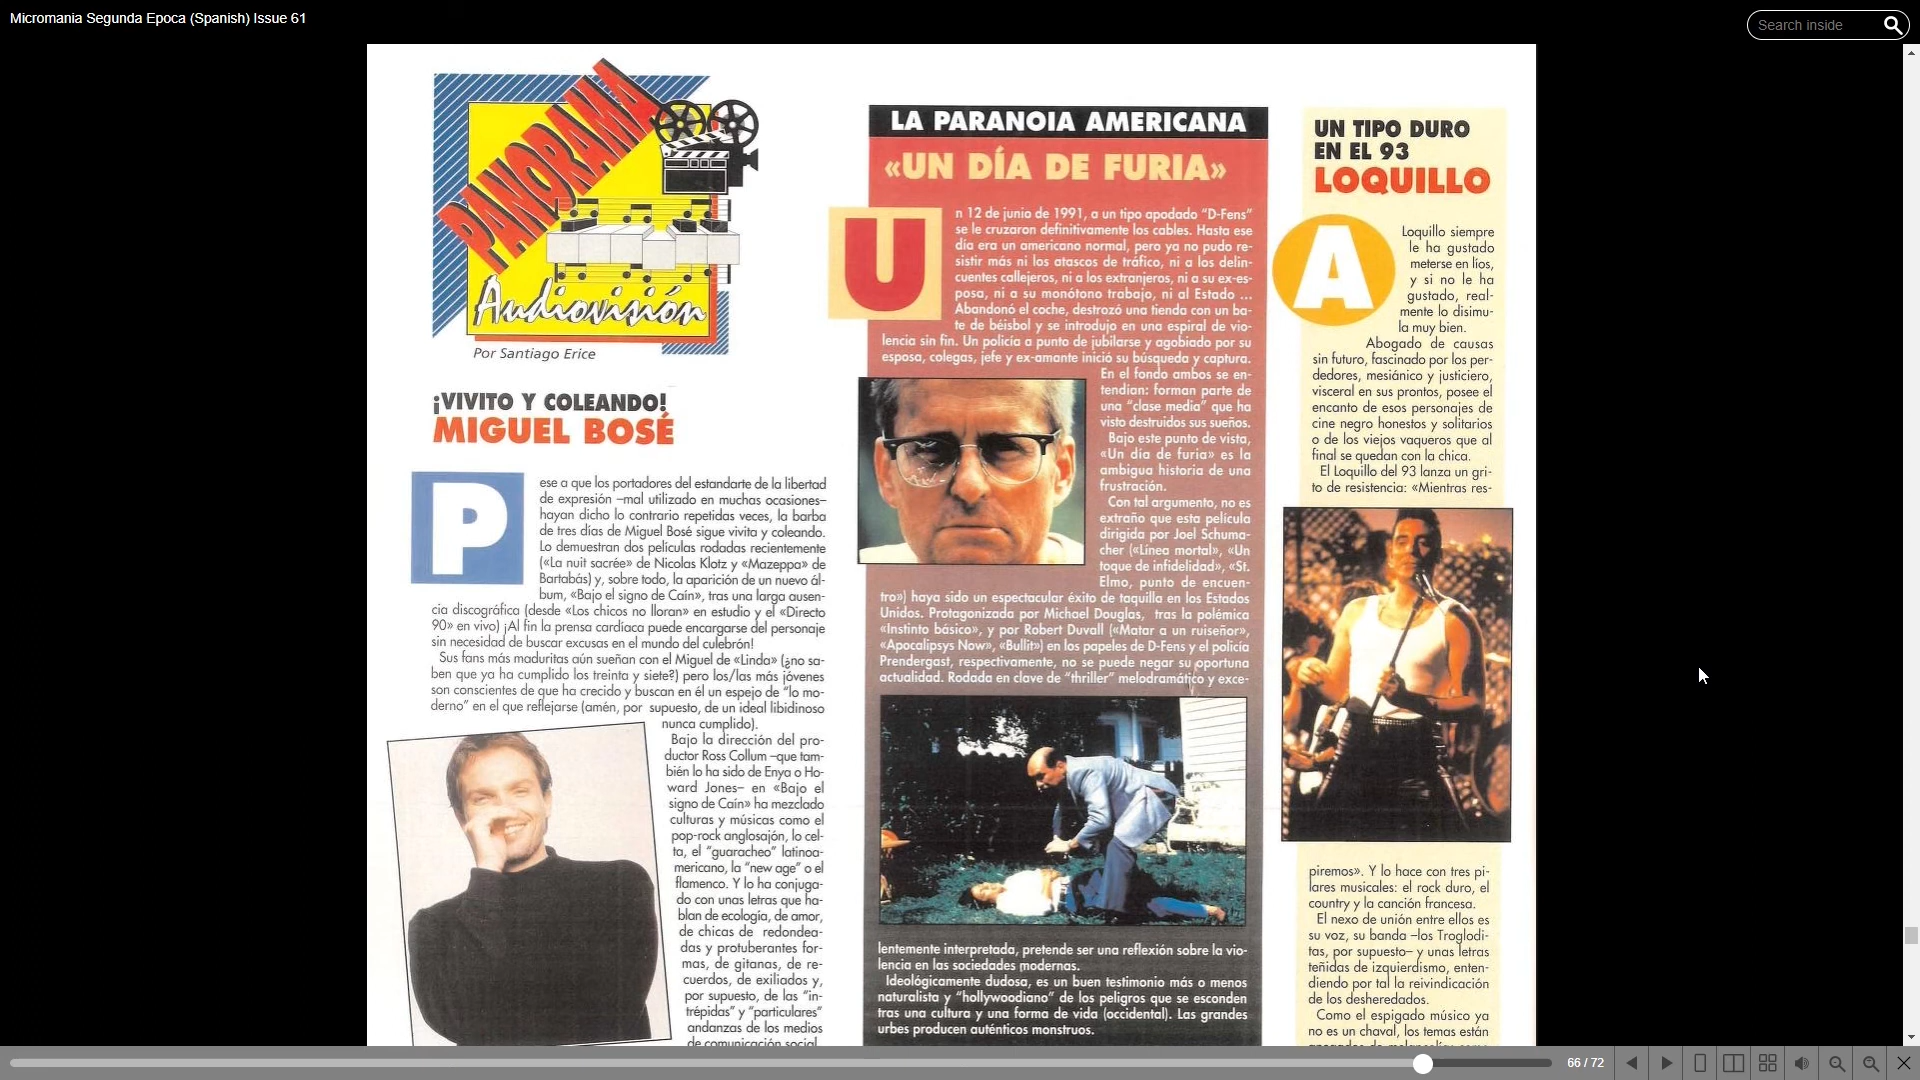 Micromania Segunda Epoca (Spanish) Issue 61
Search inside
PANORAMA
Audiovisión
Por Santiago Erice
¡VIVITO Y COLEANDO!
MIGUEL BOSÉ
Pese a que los portadores del estandarte de la libertad
de expresión –mal utilizado en muchas ocasiones–
hayan dicho lo contrario repetidas veces, la barba
de tres días de Miguel Bosé sigue vivita y coleando.
Lo demuestran dos películas rodadas recientemente
(«La nuit sacrée» de Nicolas Klotz y «Mazeppa» de
Bartabás) y, sobre todo, la aparición de un nuevo ál-
bum, «Bajo el signo de Caín», tras una larga ausen-
cia discográfica (desde «Los chicos no lloran» en estudio y el «Directo
90» en vivo) ¡Al fin la prensa cardíaca puede encargarse del personaje
sin necesidad de buscar excusas en el mundo del culebrón!
Sus fans más maduritas aún sueñan con el Miguel de «Linda» (¿no sa-
ben que ya ha cumplido los treinta y siete?) pero los/las más jóvenes
son conscientes de que ha crecido y buscan en él un espejo de "lo mo-
derno" en el que reflejarse (amén, por supuesto, de un ideal libidinoso
nunca cumplido).
Bajo la dirección del pro-
ductor Ross Collum –que tam-
bién lo ha sido de Enya o Ho-
ward Jones– en «Bajo el
signo de Caín» ha mezclado
culturas y músicas como el
pop-rock anglosajón, lo cel-
ta, el "guaracheo" latinoa-
mericano, la "new age" o el
flamenco. Y lo ha conjuga-
do con unas letras que ha-
blan de ecología, de amor,
de chicas de redondea-
das y protuberantes for-
mas, de gitanas, de re-
cuerdos, de exiliados y,
por supuesto, de las "in-
trépidas" y "particulares"
andanzas de los medios
de comunicación social.
LA PARANOIA AMERICANA
«UN DÍA DE FURIA»
Un 12 de junio de 1991, a un tipo apodado "D-Fens"
se le cruzaron definitivamente los cables. Hasta ese
día era un americano normal, pero ya no pudo re-
sistir más ni los atascos de tráfico, ni a los delin-
cuentes callejeros, ni a los extranjeros, ni a su ex-es-
posa, ni a su monótono trabajo, ni al Estado ...
Abandonó el coche, destrozó una tienda con un ba-
te de béisbol y se introdujo en una espiral de vio-
lencia sin fin. Un policía a punto de jubilarse y agobiado por su
esposa, colegas, jefe y ex-amante inició su búsqueda y captura.
En el fondo ambos se en-
tendían: forman parte de
una "clase media" que ha
visto destruidos sus sueños.
Bajo este punto de vista,
«Un día de furia» es la
ambigua historia de una
frustración.
Con tal argumento, no es
extraño que esta película
dirigida por Joel Schuma-
cher («Línea mortal», «Un
toque de infidelidad», «St.
Elmo, punto de encuen-
tro») haya sido un espectacular éxito de taquilla en los Estados
Unidos. Protagonizada por Michael Douglas, tras la polémica
«Instinto básico», y por Robert Duvall («Matar a un ruiseñor»,
«Apocalipsys Now», «Bullit») en los papeles de D-Fens y el policía
Prendergast, respectivamente, no se puede negar su oportuna
actualidad. Rodada en clave de "thriller" melodramático y exce-
lentemente interpretada, pretende ser una reflexión sobre la vio-
lencia en las sociedades modernas.
Ideológicamente dudosa, es un buen testimonio más o menos
naturalista y "hollywoodiano" de los peligros que se esconden
tras una cultura y una forma de vida (occidental). Las grandes
urbes producen auténticos monstruos.
UN TIPO DURO
EN EL 93
LOQUILLO
A Loquillo siempre
le ha gustado
meterse en líos,
y si no le ha
gustado, real-
mente lo disimu-
la muy bien.
Abogado de causas
sin futuro, fascinado por los per-
dedores, mesiánico y justiciero,
visceral en sus prontos, posee el
encanto de esos personajes de
cine negro honestos y solitarios
o de los viejos vaqueros que al
final se quedan con la chica.
El Loquillo del 93 lanza un gri-
to de resistencia: «Mientras res-
piremos». Y lo hace con tres pi-
lares musicales: el rock duro, el
country y la canción francesa.
El nexo de unión entre ellos es
su voz, su banda –los Troglodi-
tas, por supuesto– y unas letras
teñidas de izquierdismo, enten-
diendo por tal la reivindicación
de los desheredados.
Como el espigado músico ya
no es un chaval, los temas están
66 / 72